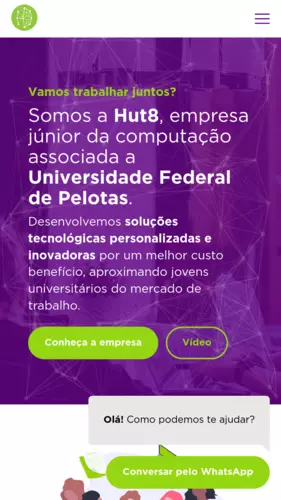 Vamos trabalhar juntos?
Somos a Hut8, empresa
júnior da computação
associada a
Universidade Federal
de Pelotas.
Desenvolvemos soluções
tecnológicas personalizadas e
inovadoras por um melhor custo
benefício, aproximando jovens
universitários do mercado de
trabalho.
Conheça a empresa
Vídeo
Olá! Como podemos te ajudar?
Conversar pelo WhatsApp